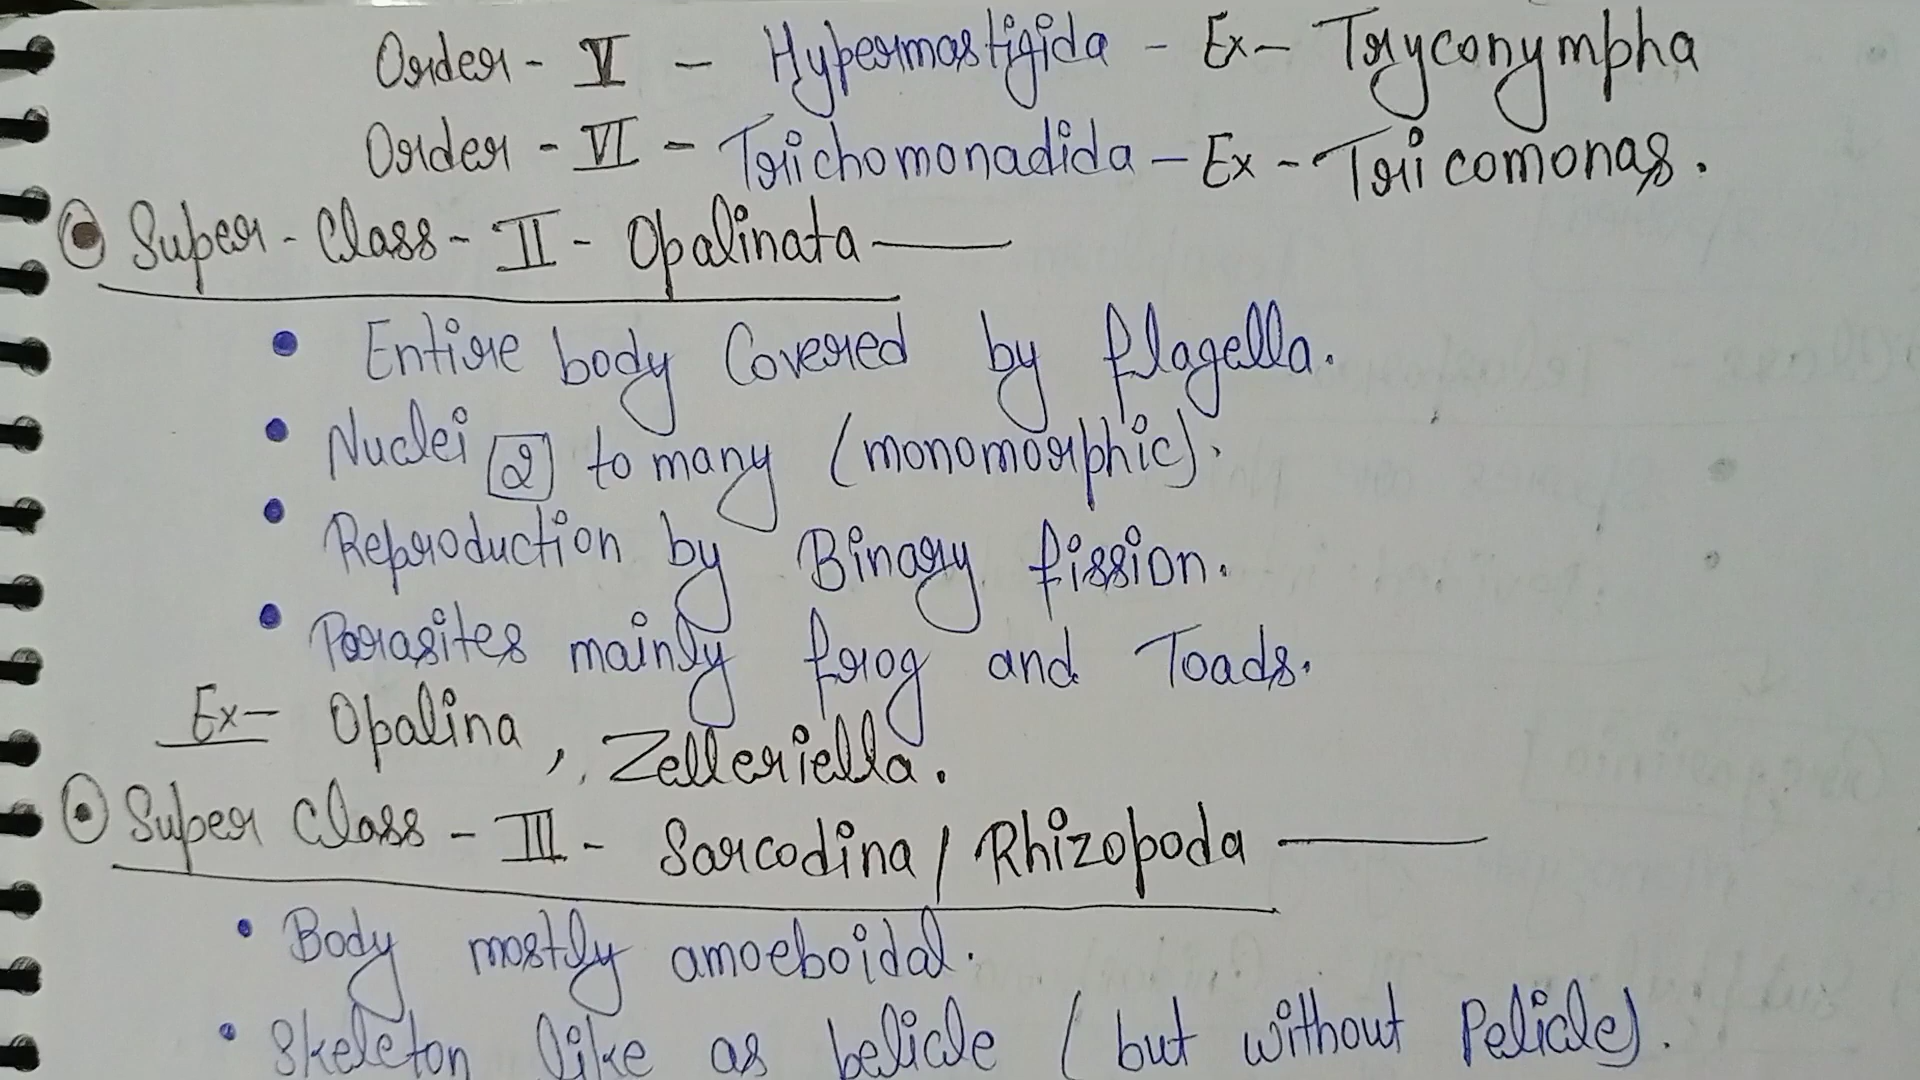 Order - V - Hypermastigida - Ex - Tryconympha
Order - VI - Trichomonadida - Ex - Tricomonas.
Super - Class - II - Opalinata
• Entire body Covered by flagella.
• Nuclei 2 to many (monomorphic).
• Reproduction by Binary fission.
• Parasites mainly frog and Toads.
Ex - Opalina, Zelleriella.
Super Class - III - Sarcodina / Rhizopoda
• Body mostly amoeboidal.
• Skeleton like as pelicle (but without Pelicle).